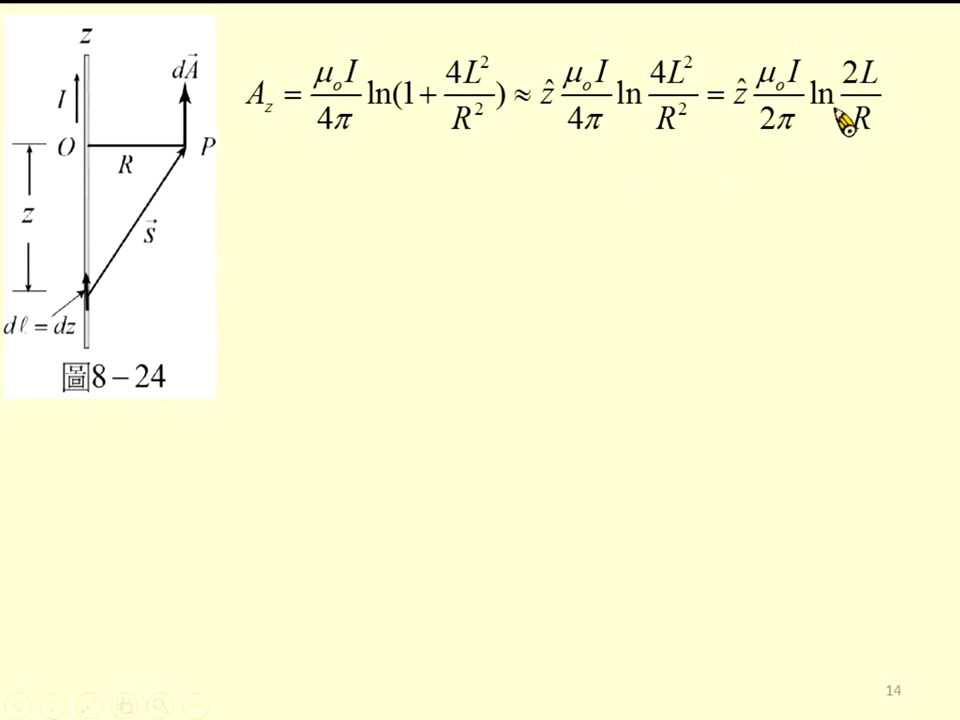 z
dA⃗
I
O
R
P
z
s⃗
dℓ = dz
圖8－24
A_z = μ_o I / 4π ln(1 + 4L² / R²) ≈ ẑ μ_o I / 4π ln 4L² / R² = ẑ μ_o I / 2π ln 2L / R
14